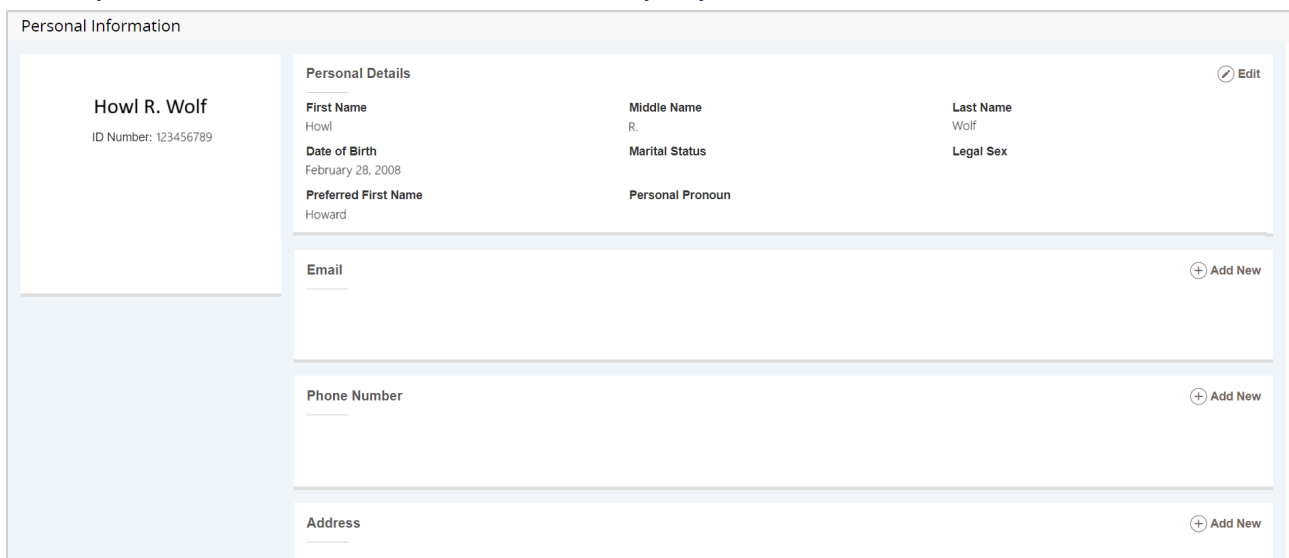 Personal Information
Howl R. Wolf
ID Number: 123456789
Personal Details
Edit
First Name Middle Name Last Name
Howl R. Wolf
Date of Birth Marital Status Legal Sex
February 28, 2008
Preferred First Name Personal Pronoun
Howard
Email
Add New
Phone Number
Add New
Address
Add New